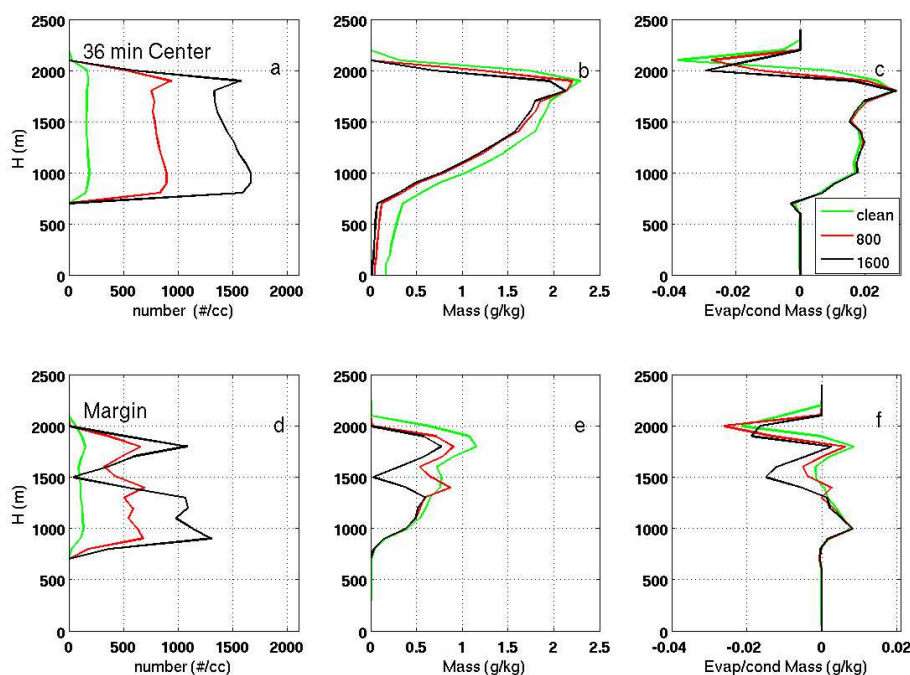 36 min Center
a
H (m)
2500
2000
1500
1000
500
0
0 500 1000 1500 2000
number (#/cc)
b
2500
2000
1500
1000
500
0
0 0.5 1 1.5 2 2.5
Mass (g/kg)
c
2500
2000
1500
1000
500
0
clean
800
1600
-0.04 -0.02 0 0.02
Evap/cond Mass (g/kg)
Margin
d
H (m)
2500
2000
1500
1000
500
0
0 500 1000 1500 2000
number (#/cc)
e
2500
2000
1500
1000
500
0
0 0.5 1 1.5 2 2.5
Mass (g/kg)
f
2500
2000
1500
1000
500
0
-0.04 -0.02 0 0.02
Evap/cond Mass (g/kg)